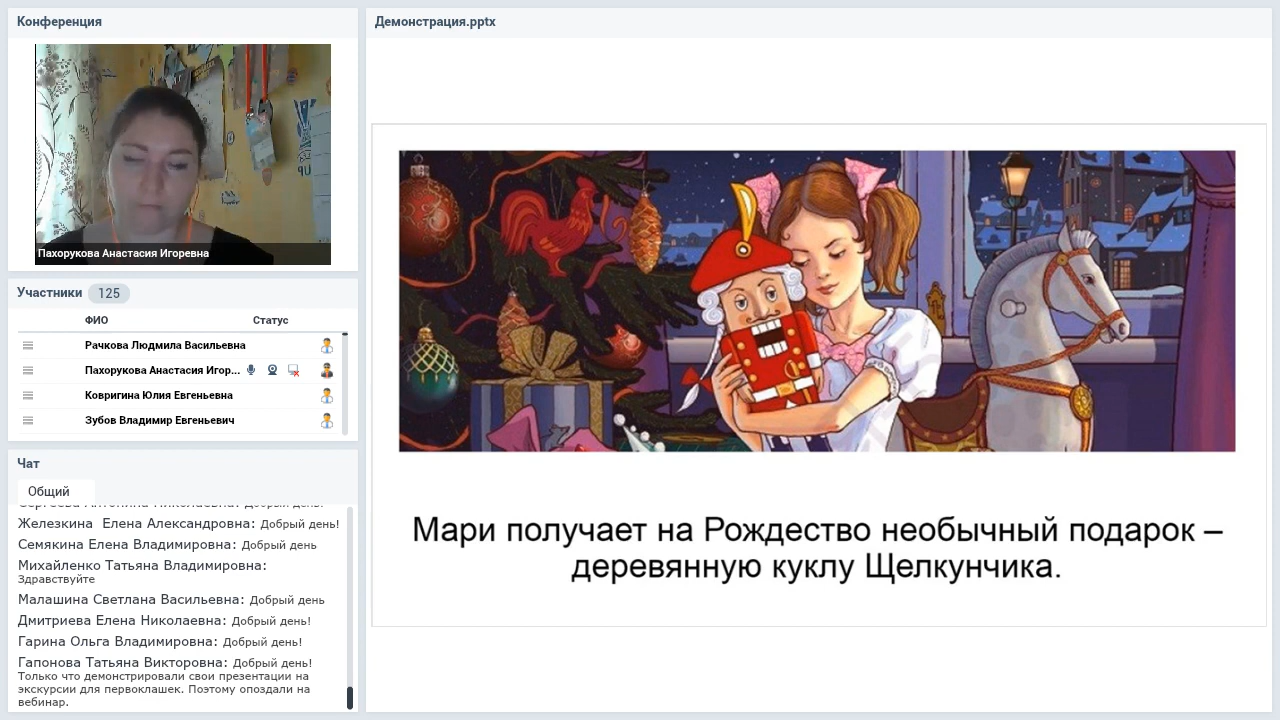 Конференция
Пахорукова Анастасия Игоревна
Участники 125
ФИО Статус
Рачкова Людмила Васильевна
Пахорукова Анастасия Игор...
Ковригина Юлия Евгеньевна
Зубов Владимир Евгеньевич
Чат
Общий
Железкина Елена Александровна: Добрый день!
Семякина Елена Владимировна: Добрый день
Михайленко Татьяна Владимировна:
Здравствуйте
Малашина Светлана Васильевна: Добрый день
Дмитриева Елена Николаевна: Добрый день!
Гарина Ольга Владимировна: Добрый день!
Гапонова Татьяна Викторовна: Добрый день!
Только что демонстрировали свои презентации на
экскурсии для первоклашек. Поэтому опоздали на
вебинар.
Демонстрация.pptx
Мари получает на Рождество необычный подарок –
деревянную куклу Щелкунчика.